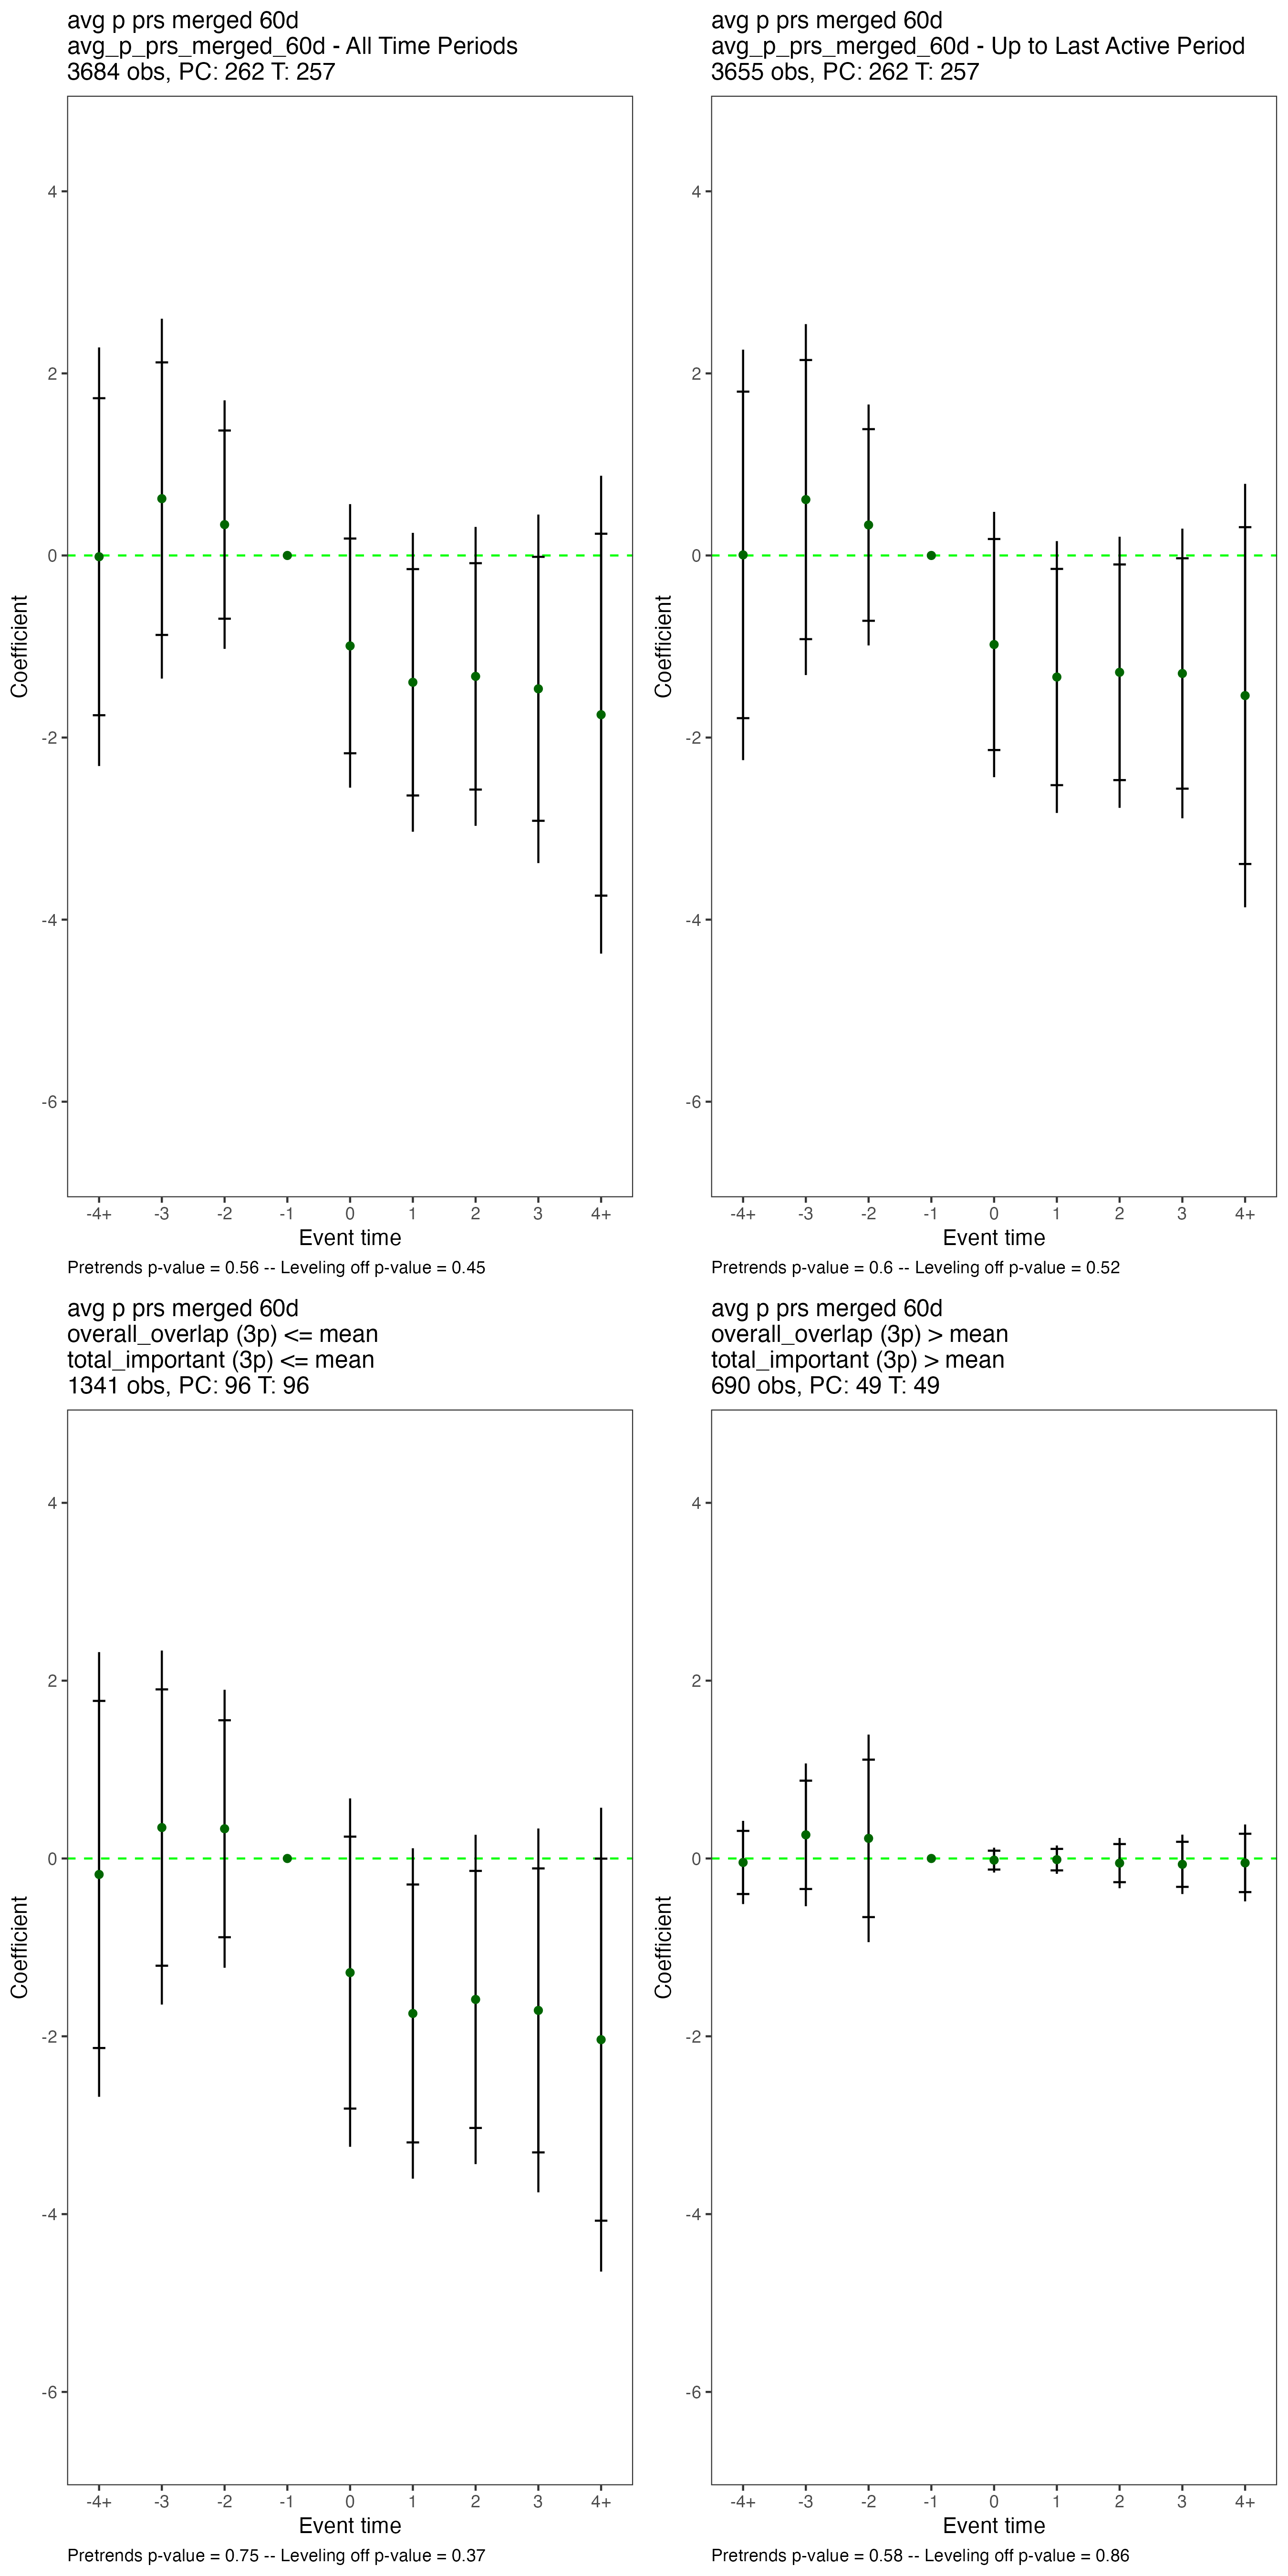 avg p prs merged 60d
avg_p_prs_merged_60d - All Time Periods
3684 obs, PC: 262 T: 257
4
2
0
-2
-4
-6
Coefficient
-4+ -3 -2 -1 0 1 2 3 4+
Event time
Pretrends p-value = 0.56 -- Leveling off p-value = 0.45
avg p prs merged 60d
avg_p_prs_merged_60d - Up to Last Active Period
3655 obs, PC: 262 T: 257
4
2
0
-2
-4
-6
Coefficient
-4+ -3 -2 -1 0 1 2 3 4+
Event time
Pretrends p-value = 0.6 -- Leveling off p-value = 0.52
avg p prs merged 60d
overall_overlap (3p) <= mean
total_important (3p) <= mean
1341 obs, PC: 96 T: 96
4
2
0
-2
-4
-6
Coefficient
-4+ -3 -2 -1 0 1 2 3 4+
Event time
Pretrends p-value = 0.75 -- Leveling off p-value = 0.37
avg p prs merged 60d
overall_overlap (3p) > mean
total_important (3p) > mean
690 obs, PC: 49 T: 49
4
2
0
-2
-4
-6
Coefficient
-4+ -3 -2 -1 0 1 2 3 4+
Event time
Pretrends p-value = 0.58 -- Leveling off p-value = 0.86